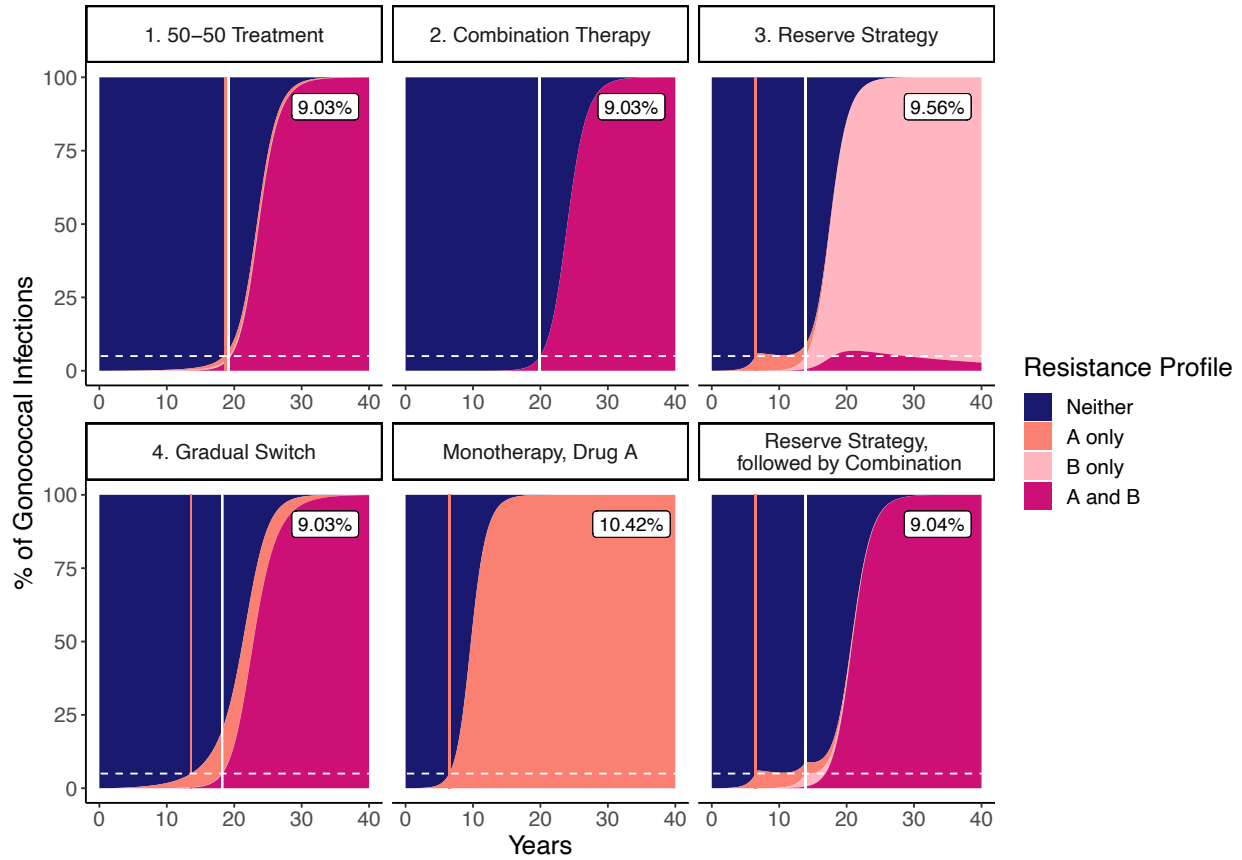 1. 50−50 Treatment
2. Combination Therapy
3. Reserve Strategy
% of Gonococcal Infections
100
75
50
25
0
9.03%
9.03%
9.56%
0 10 20 30 40
0 10 20 30 40
0 10 20 30 40
4. Gradual Switch
Monotherapy, Drug A
Reserve Strategy,
followed by Combination
100
75
50
25
0
9.03%
10.42%
9.04%
0 10 20 30 40
0 10 20 30 40
0 10 20 30 40
Years
Resistance Profile
Neither
A only
B only
A and B